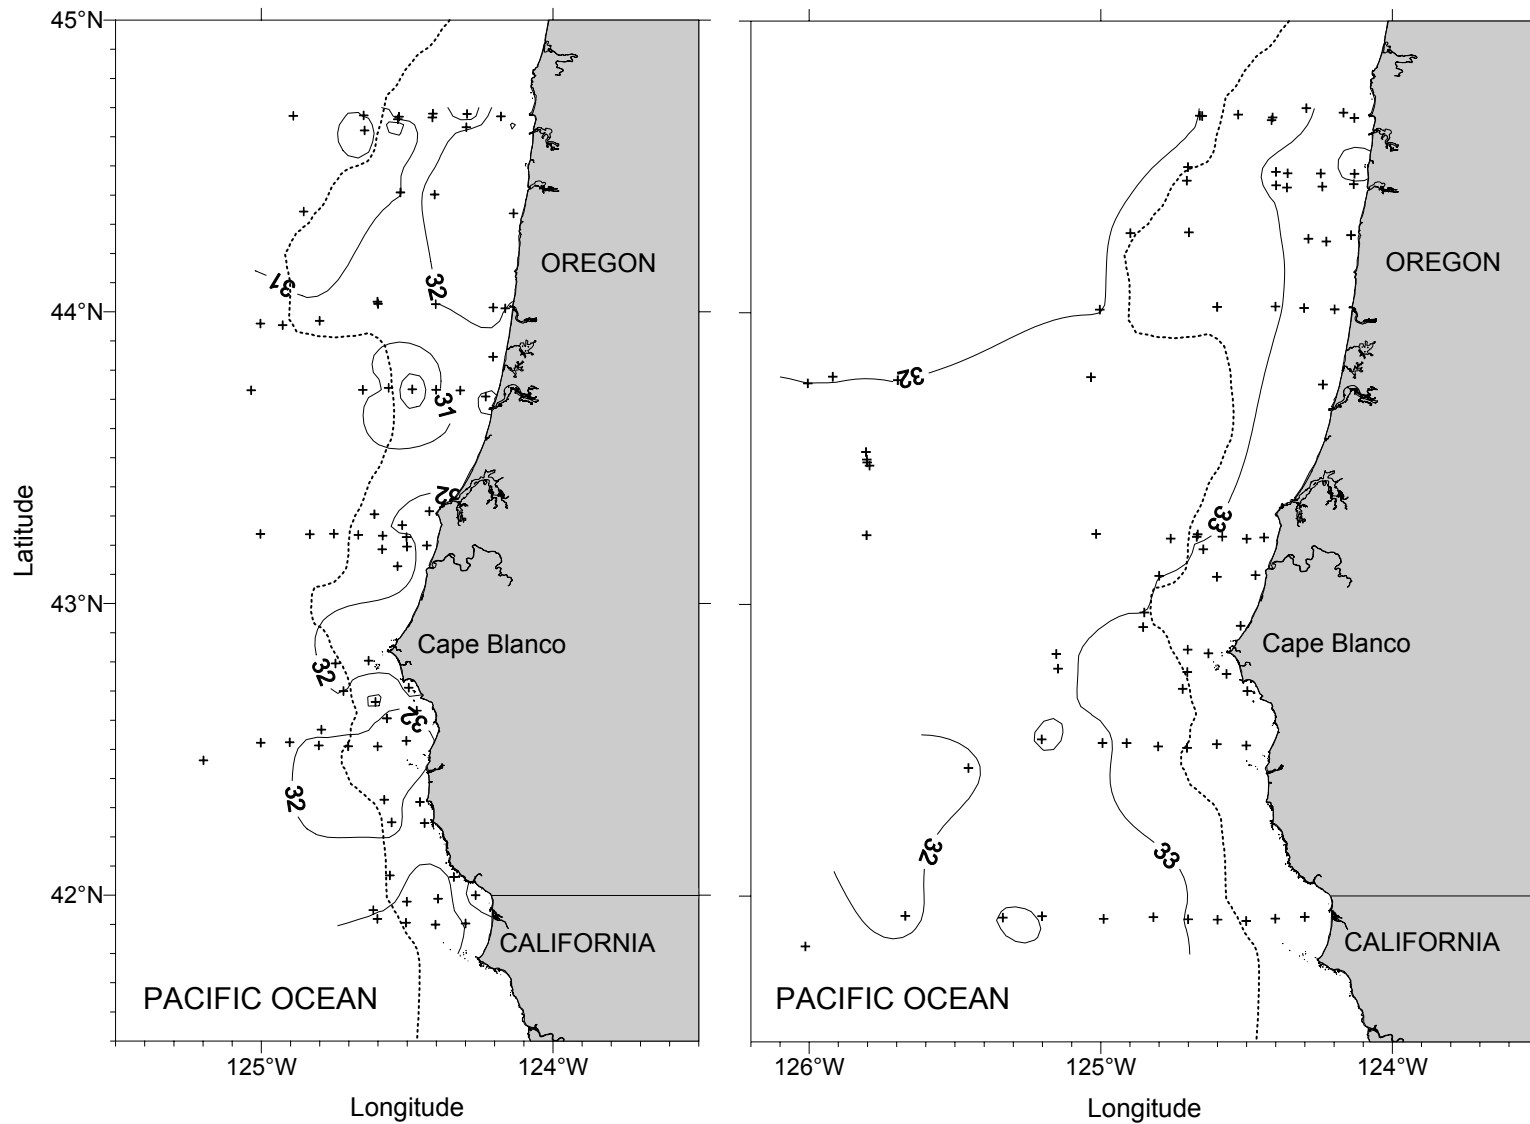 45°N
44°N
43°N
42°N
Latitude
OREGON
Cape Blanco
CALIFORNIA
PACIFIC OCEAN
31
32
31
32
32
32
32
125°W
124°W
Longitude
OREGON
Cape Blanco
CALIFORNIA
PACIFIC OCEAN
32
33
32
33
126°W
125°W
124°W
Longitude